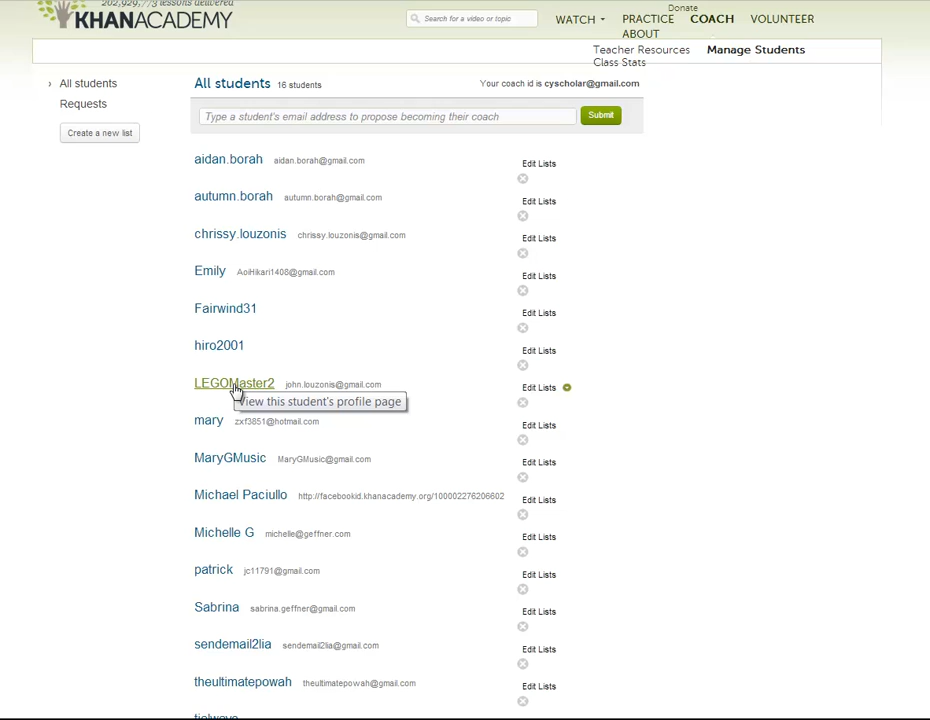 202,929,773 lessons delivered
KHANACADEMY
Search for a video or topic
WATCH
Donate
PRACTICE
COACH
VOLUNTEER
ABOUT
Teacher Resources
Manage Students
Class Stats
All students
Requests
Create a new list
All students 16 students
Your coach id is cyscholar@gmail.com
Type a student's email address to propose becoming their coach
Submit
aidan.borah aidan.borah@gmail.com Edit Lists
autumn.borah autumn.borah@gmail.com Edit Lists
chrissy.louzonis chrissy.louzonis@gmail.com Edit Lists
Emily AoiHikari1408@gmail.com Edit Lists
Fairwind31 Edit Lists
hiro2001 Edit Lists
LEGOMaster2 john.louzonis@gmail.com Edit Lists
View this student's profile page
mary zxf3851@hotmail.com Edit Lists
MaryGMusic MaryGMusic@gmail.com Edit Lists
Michael Paciullo http://facebookid.khanacademy.org/100002276206602 Edit Lists
Michelle G michelle@geffner.com Edit Lists
patrick jc11791@gmail.com Edit Lists
Sabrina sabrina.geffner@gmail.com Edit Lists
sendemail2lia sendemail2lia@gmail.com Edit Lists
theultimatepowah theultimatepowah@gmail.com Edit Lists